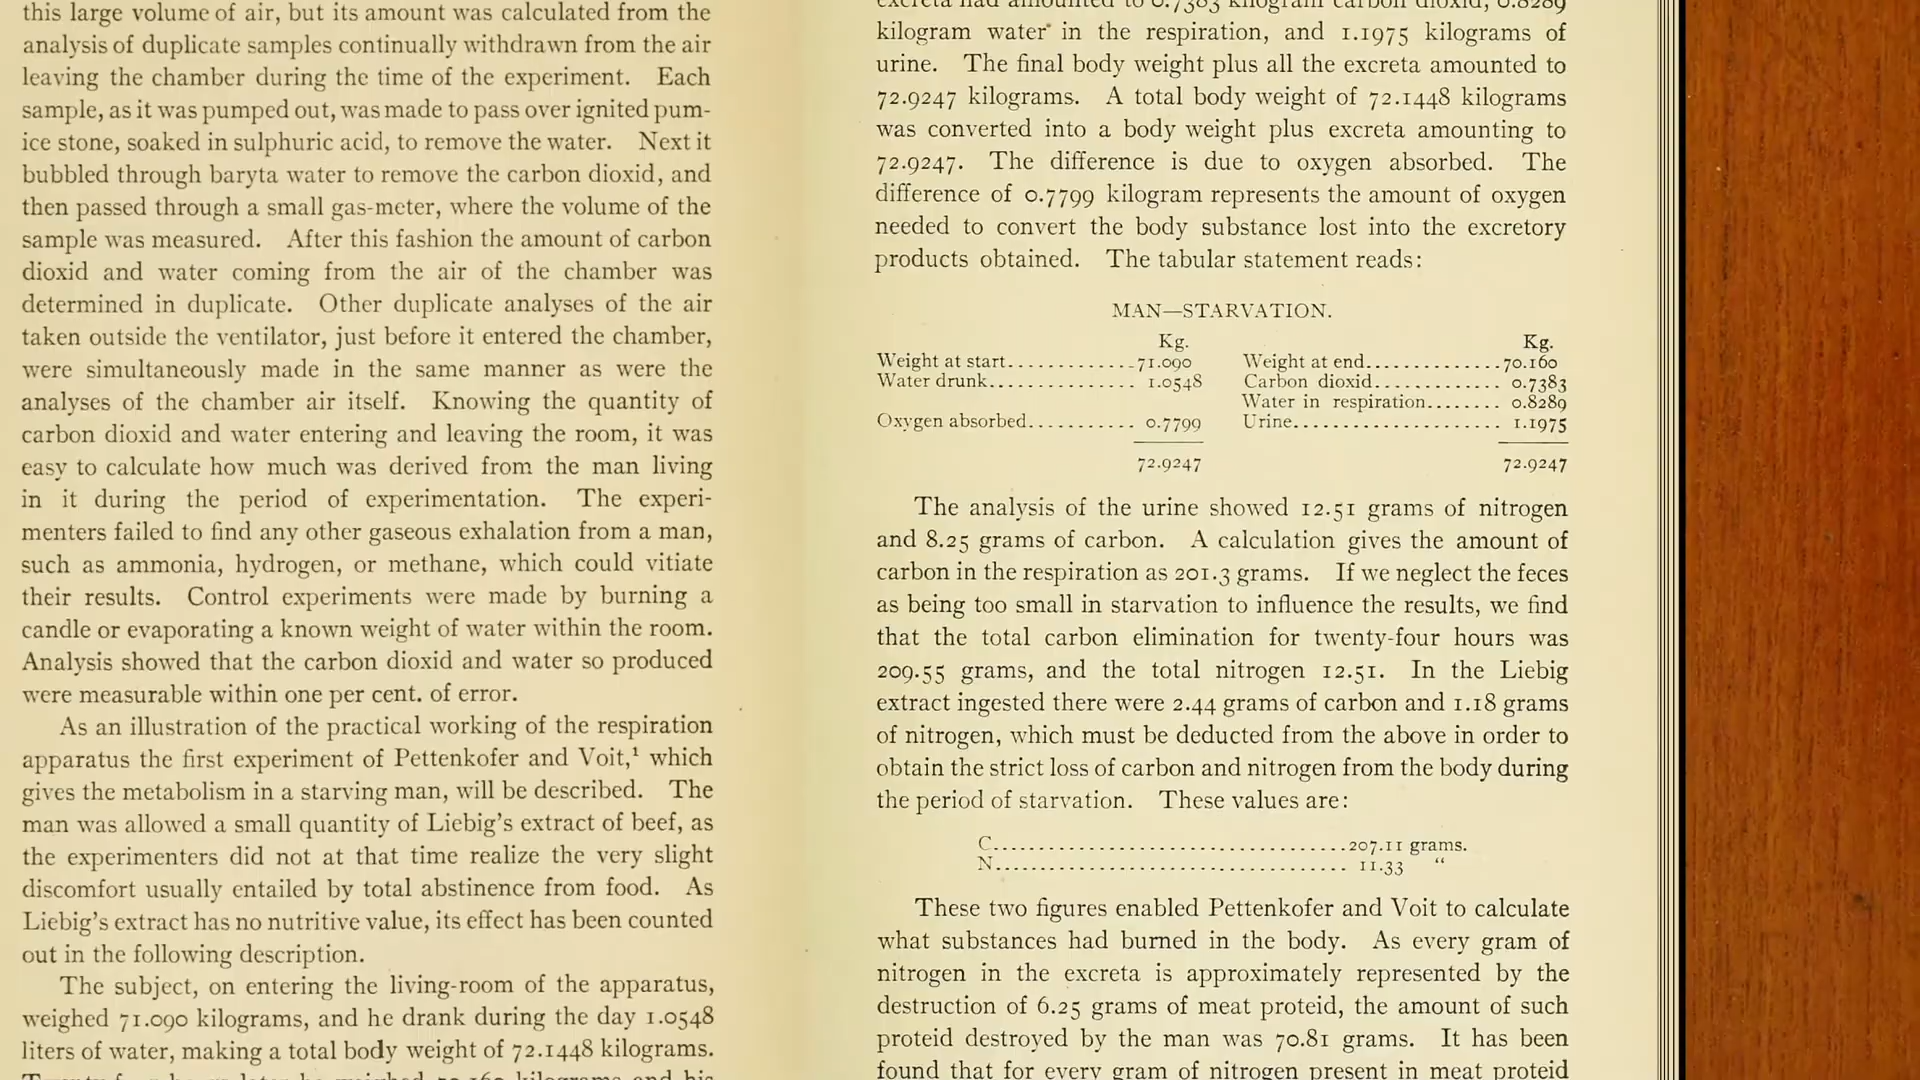 this large volume of air, but its amount was calculated from the
analysis of duplicate samples continually withdrawn from the air
leaving the chamber during the time of the experiment. Each
sample, as it was pumped out, was made to pass over ignited pum-
ice stone, soaked in sulphuric acid, to remove the water. Next it
bubbled through baryta water to remove the carbon dioxid, and
then passed through a small gas-meter, where the volume of the
sample was measured. After this fashion the amount of carbon
dioxid and water coming from the air of the chamber was
determined in duplicate. Other duplicate analyses of the air
taken outside the ventilator, just before it entered the chamber,
were simultaneously made in the same manner as were the
analyses of the chamber air itself. Knowing the quantity of
carbon dioxid and water entering and leaving the room, it was
easy to calculate how much was derived from the man living
in it during the period of experimentation. The experi-
menters failed to find any other gaseous exhalation from a man,
such as ammonia, hydrogen, or methane, which could vitiate
their results. Control experiments were made by burning a
candle or evaporating a known weight of water within the room.
Analysis showed that the carbon dioxid and water so produced
were measurable within one per cent. of error.
As an illustration of the practical working of the respiration
apparatus the first experiment of Pettenkofer and Voit,¹ which
gives the metabolism in a starving man, will be described. The
man was allowed a small quantity of Liebig's extract of beef, as
the experimenters did not at that time realize the very slight
discomfort usually entailed by total abstinence from food. As
Liebig's extract has no nutritive value, its effect has been counted
out in the following description.
The subject, on entering the living-room of the apparatus,
weighed 71.090 kilograms, and he drank during the day 1.0548
liters of water, making a total body weight of 72.1448 kilograms.
excreta had amounted to 0.7383 kilogram carbon dioxid, 0.8289
kilogram water in the respiration, and 1.1975 kilograms of
urine. The final body weight plus all the excreta amounted to
72.9247 kilograms. A total body weight of 72.1448 kilograms
was converted into a body weight plus excreta amounting to
72.9247. The difference is due to oxygen absorbed. The
difference of 0.7799 kilogram represents the amount of oxygen
needed to convert the body substance lost into the excretory
products obtained. The tabular statement reads:
MAN—STARVATION.
Kg. Kg.
Weight at start............71.090 Weight at end.............70.160
Water drunk............... 1.0548 Carbon dioxid............ 0.7383
Water in respiration........ 0.8289
Oxygen absorbed........... 0.7799 Urine..................... 1.1975
72.9247 72.9247
The analysis of the urine showed 12.51 grams of nitrogen
and 8.25 grams of carbon. A calculation gives the amount of
carbon in the respiration as 201.3 grams. If we neglect the feces
as being too small in starvation to influence the results, we find
that the total carbon elimination for twenty-four hours was
209.55 grams, and the total nitrogen 12.51. In the Liebig
extract ingested there were 2.44 grams of carbon and 1.18 grams
of nitrogen, which must be deducted from the above in order to
obtain the strict loss of carbon and nitrogen from the body during
the period of starvation. These values are:
C...................................207.11 grams.
N................................... 11.33 “
These two figures enabled Pettenkofer and Voit to calculate
what substances had burned in the body. As every gram of
nitrogen in the excreta is approximately represented by the
destruction of 6.25 grams of meat proteid, the amount of such
proteid destroyed by the man was 70.81 grams. It has been
found that for every gram of nitrogen present in meat proteid